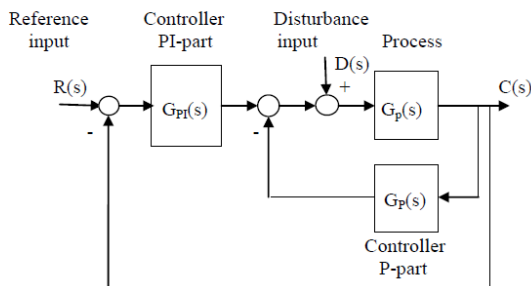 Reference
input
Controller
PI-part
Disturbance
input
Process
R(s)
D(s)
C(s)
+
G_PI(s)
G_p(s)
-
-
G_P(s)
Controller
P-part